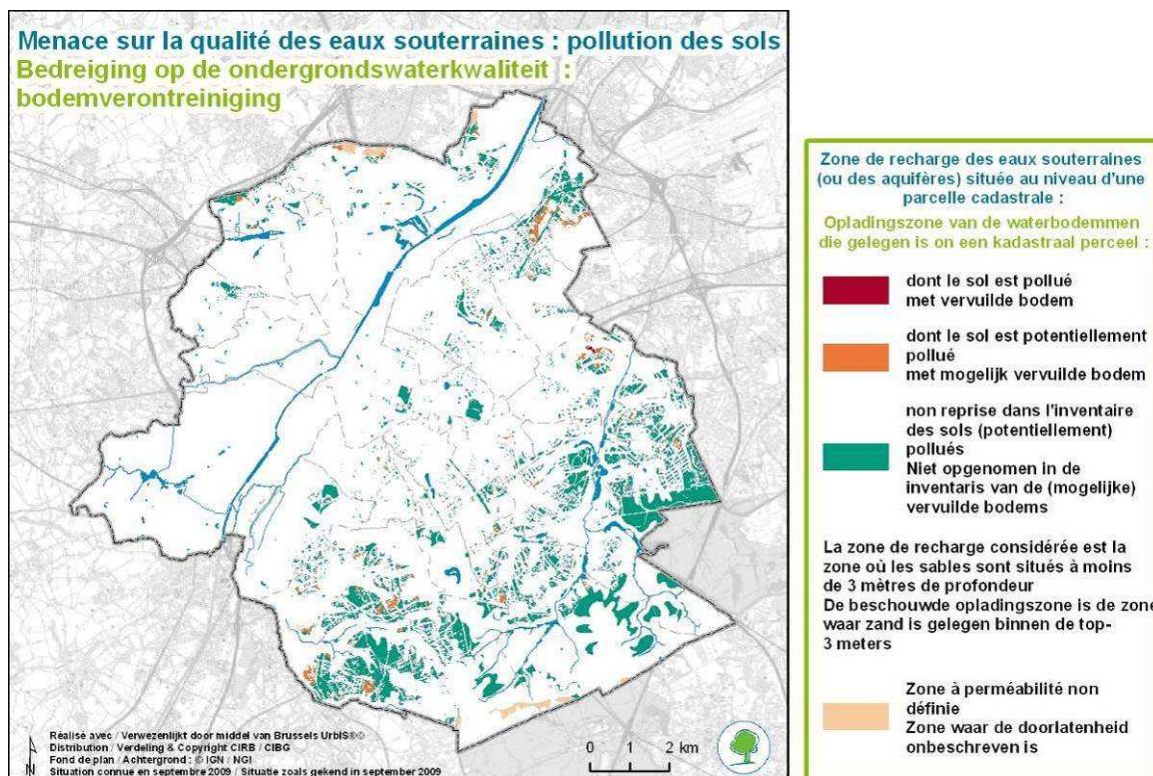 Menace sur la qualité des eaux souterraines : pollution des sols
Bedreiging op de ondergrondswaterkwaliteit :
bodemverontreiniging
Réalisé avec / Verwezenlijkt door middel van Brussels UrbIS®©
Distribution / Verdeling & Copyright CIRB / CIBG
Fond de plan / Achtergrond : © IGN / NGI
Situation connue en septembre 2009 / Situatie zoals gekend in september 2009
N
0 1 2 km
Zone de recharge des eaux souterraines
(ou des aquifères) située au niveau d'une
parcelle cadastrale :
Opladingszone van de waterbodemmen
die gelegen is on een kadastraal perceel :
dont le sol est pollué
met vervuilde bodem
dont le sol est potentiellement
pollué
met mogelijk vervuilde bodem
non reprise dans l'inventaire
des sols (potentiellement)
pollués
Niet opgenomen in de
inventaris van de (mogelijke)
vervuilde bodems
La zone de recharge considérée est la
zone où les sables sont situés à moins
de 3 mètres de profondeur
De beschouwde opladingszone is de zone
waar zand is gelegen binnen de top-
3 meters
Zone à perméabilité non
définie
Zone waar de doorlatenheid
onbeschreven is